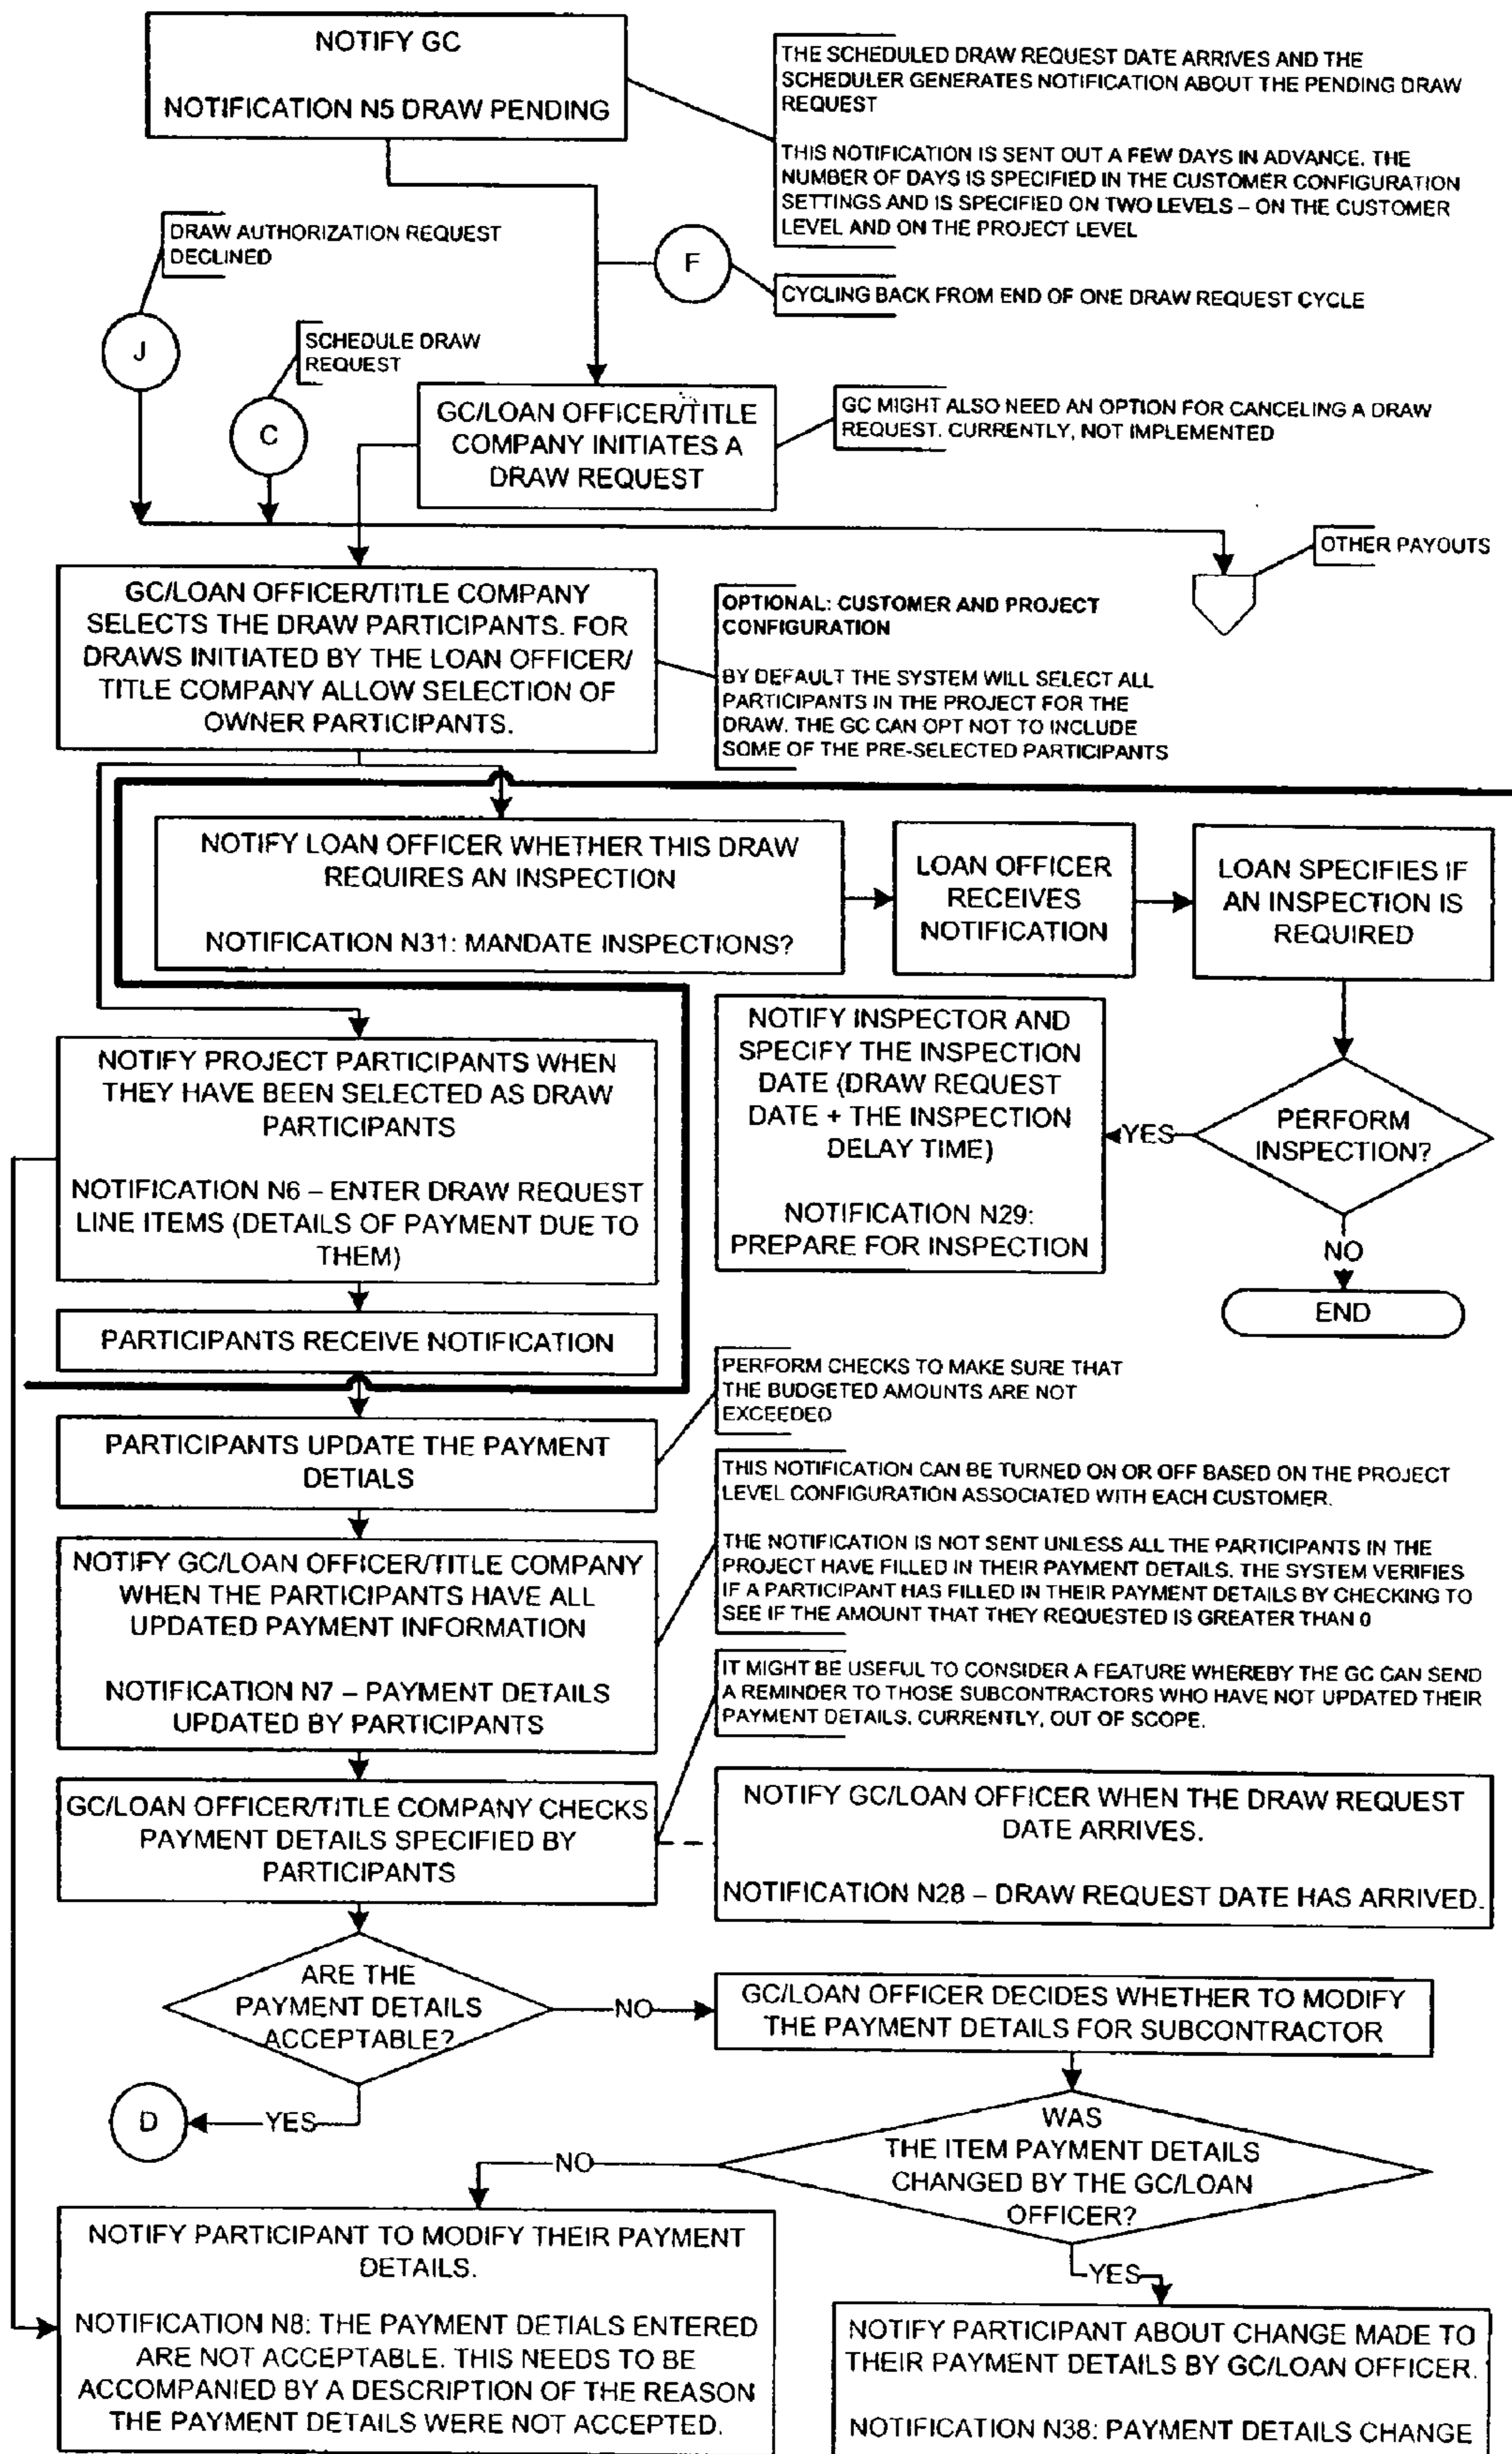 NOTIFY GC
NOTIFICATION N5 DRAW PENDING
THE SCHEDULED DRAW REQUEST DATE ARRIVES AND THE
SCHEDULER GENERATES NOTIFICATION ABOUT THE PENDING DRAW
REQUEST
THIS NOTIFICATION IS SENT OUT A FEW DAYS IN ADVANCE. THE
NUMBER OF DAYS IS SPECIFIED IN THE CUSTOMER CONFIGURATION
SETTINGS AND IS SPECIFIED ON TWO LEVELS – ON THE CUSTOMER
LEVEL AND ON THE PROJECT LEVEL
DRAW AUTHORIZATION REQUEST
DECLINED
F
CYCLING BACK FROM END OF ONE DRAW REQUEST CYCLE
J
SCHEDULE DRAW
REQUEST
C
GC/LOAN OFFICER/TITLE
COMPANY INITIATES A
DRAW REQUEST
GC MIGHT ALSO NEED AN OPTION FOR CANCELING A DRAW
REQUEST. CURRENTLY, NOT IMPLEMENTED
OTHER PAYOUTS
GC/LOAN OFFICER/TITLE COMPANY
SELECTS THE DRAW PARTICIPANTS. FOR
DRAWS INITIATED BY THE LOAN OFFICER/
TITLE COMPANY ALLOW SELECTION OF
OWNER PARTICIPANTS.
OPTIONAL: CUSTOMER AND PROJECT
CONFIGURATION
BY DEFAULT THE SYSTEM WILL SELECT ALL
PARTICIPANTS IN THE PROJECT FOR THE
DRAW. THE GC CAN OPT NOT TO INCLUDE
SOME OF THE PRE-SELECTED PARTICIPANTS
NOTIFY LOAN OFFICER WHETHER THIS DRAW
REQUIRES AN INSPECTION
NOTIFICATION N31: MANDATE INSPECTIONS?
LOAN OFFICER
RECEIVES
NOTIFICATION
LOAN SPECIFIES IF
AN INSPECTION IS
REQUIRED
NOTIFY INSPECTOR AND
SPECIFY THE INSPECTION
DATE (DRAW REQUEST
DATE + THE INSPECTION
DELAY TIME)
NOTIFICATION N29:
PREPARE FOR INSPECTION
YES
PERFORM
INSPECTION?
NO
END
NOTIFY PROJECT PARTICIPANTS WHEN
THEY HAVE BEEN SELECTED AS DRAW
PARTICIPANTS
NOTIFICATION N6 – ENTER DRAW REQUEST
LINE ITEMS (DETAILS OF PAYMENT DUE TO
THEM)
PARTICIPANTS RECEIVE NOTIFICATION
PERFORM CHECKS TO MAKE SURE THAT
THE BUDGETED AMOUNTS ARE NOT
EXCEEDED
PARTICIPANTS UPDATE THE PAYMENT
DETIALS
THIS NOTIFICATION CAN BE TURNED ON OR OFF BASED ON THE PROJECT
LEVEL CONFIGURATION ASSOCIATED WITH EACH CUSTOMER.
THE NOTIFICATION IS NOT SENT UNLESS ALL THE PARTICIPANTS IN THE
PROJECT HAVE FILLED IN THEIR PAYMENT DETAILS. THE SYSTEM VERIFIES
IF A PARTICIPANT HAS FILLED IN THEIR PAYMENT DETAILS BY CHECKING TO
SEE IF THE AMOUNT THAT THEY REQUESTED IS GREATER THAN 0
NOTIFY GC/LOAN OFFICER/TITLE COMPANY
WHEN THE PARTICIPANTS HAVE ALL
UPDATED PAYMENT INFORMATION
NOTIFICATION N7 – PAYMENT DETAILS
UPDATED BY PARTICIPANTS
IT MIGHT BE USEFUL TO CONSIDER A FEATURE WHEREBY THE GC CAN SEND
A REMINDER TO THOSE SUBCONTRACTORS WHO HAVE NOT UPDATED THEIR
PAYMENT DETAILS. CURRENTLY, OUT OF SCOPE.
GC/LOAN OFFICER/TITLE COMPANY CHECKS
PAYMENT DETAILS SPECIFIED BY
PARTICIPANTS
NOTIFY GC/LOAN OFFICER WHEN THE DRAW REQUEST
DATE ARRIVES.
NOTIFICATION N28 – DRAW REQUEST DATE HAS ARRIVED.
ARE THE
PAYMENT DETAILS
ACCEPTABLE?
NO
GC/LOAN OFFICER DECIDES WHETHER TO MODIFY
THE PAYMENT DETAILS FOR SUBCONTRACTOR
D
YES
WAS
THE ITEM PAYMENT DETAILS
CHANGED BY THE GC/LOAN
OFFICER?
NO
YES
NOTIFY PARTICIPANT TO MODIFY THEIR PAYMENT
DETAILS.
NOTIFICATION N8: THE PAYMENT DETIALS ENTERED
ARE NOT ACCEPTABLE. THIS NEEDS TO BE
ACCOMPANIED BY A DESCRIPTION OF THE REASON
THE PAYMENT DETAILS WERE NOT ACCEPTED.
NOTIFY PARTICIPANT ABOUT CHANGE MADE TO
THEIR PAYMENT DETAILS BY GC/LOAN OFFICER.
NOTIFICATION N38: PAYMENT DETAILS CHANGE